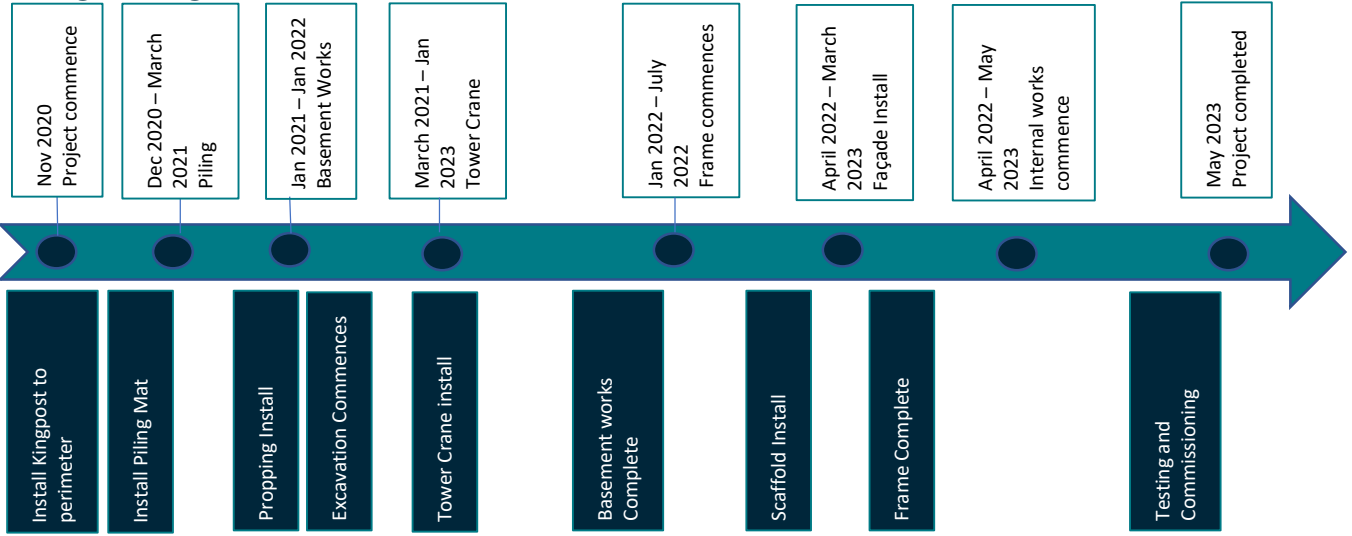 Nov 2020
Project commence
Dec 2020 – March
2021
Piling
Jan 2021 – Jan 2022
Basement Works
March 2021 – Jan
2023
Tower Crane
Jan 2022 – July
2022
Frame commences
April 2022 – March
2023
Façade Install
April 2022 – May
2023
Internal works
commence
May 2023
Project completed
Install Kingpost to
perimeter
Install Piling Mat
Propping Install
Excavation Commences
Tower Crane install
Basement works
Complete
Scaffold Install
Frame Complete
Testing and
Commissioning